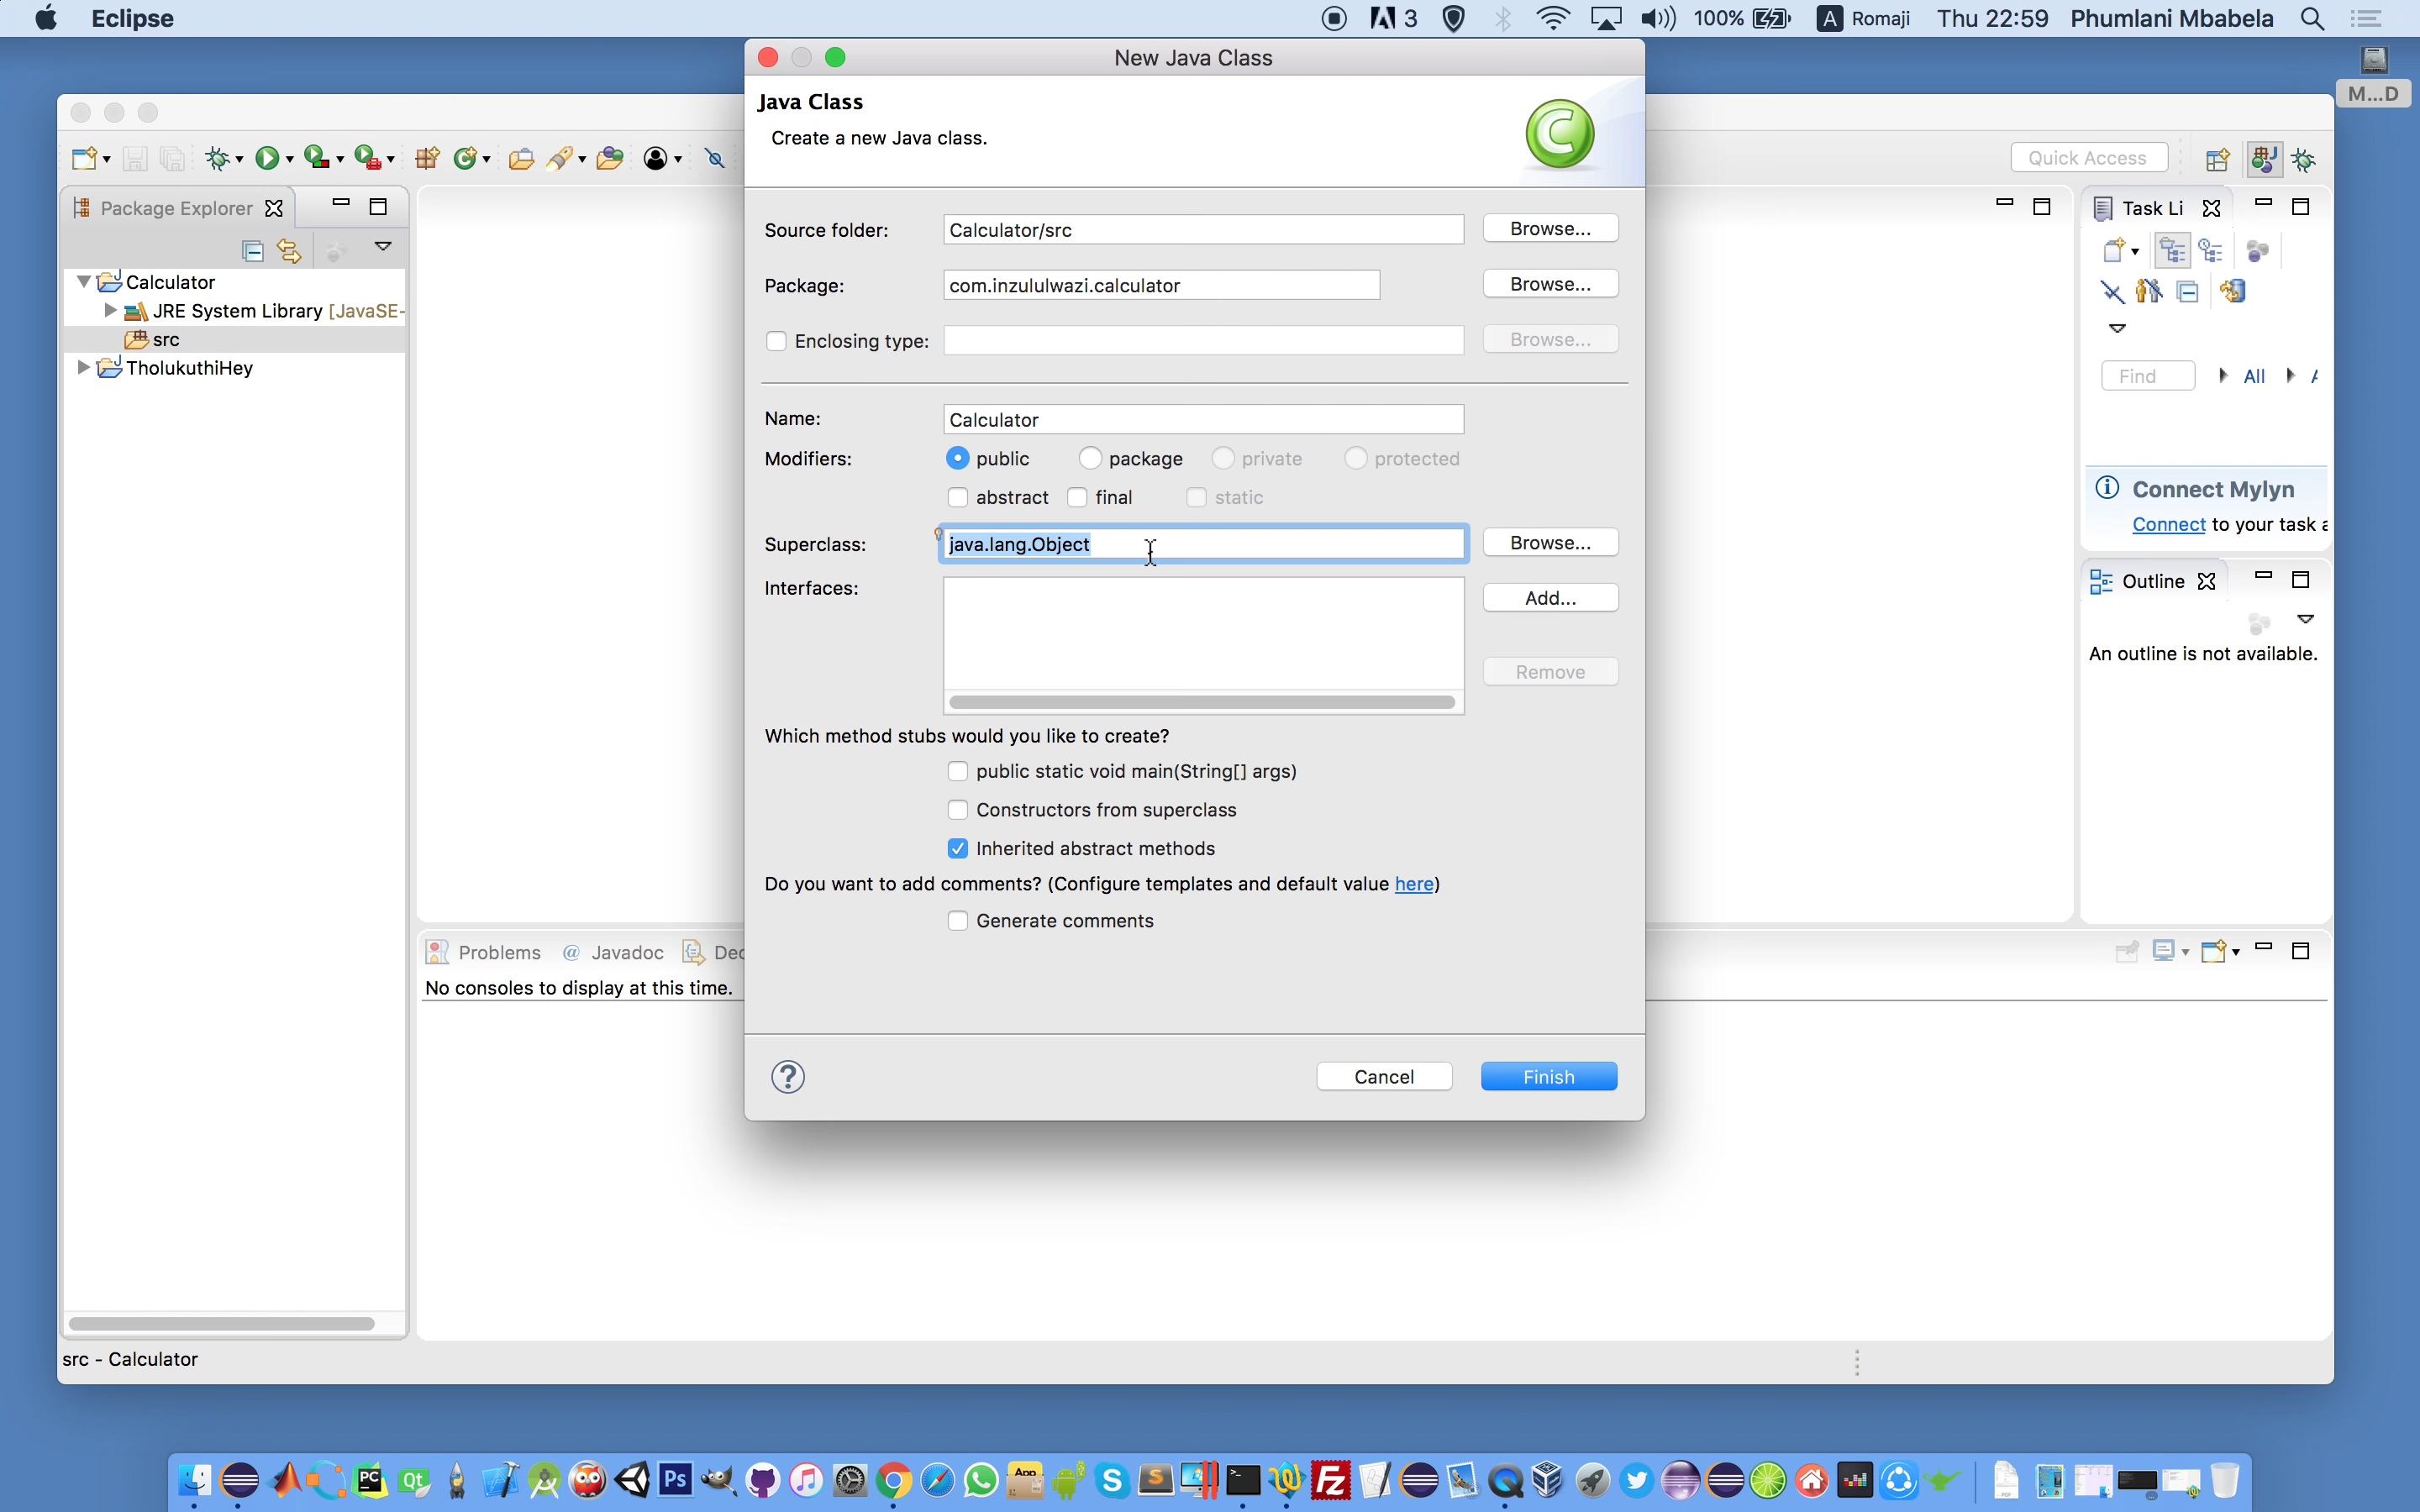 Eclipse
3
100%
A Romaji
Thu 22:59
Phumlani Mbabela
New Java Class
M...D
Java Class
Create a new Java class.
Quick Access
Package Explorer
Task Li
Calculator
JRE System Library [JavaSE-
src
TholukuthiHey
Source folder: Calculator/src Browse...
Package: com.inzululwazi.calculator Browse...
Enclosing type: Browse...
Name: Calculator
Modifiers: public package private protected
abstract final static
Superclass: java.lang.Object Browse...
Interfaces: Add...
Remove
Which method stubs would you like to create?
public static void main(String[] args)
Constructors from superclass
Inherited abstract methods
Do you want to add comments? (Configure templates and default value here)
Generate comments
Cancel Finish
Find All
Connect Mylyn
Connect to your task
Outline
An outline is not available.
Problems @ Javadoc Dec
No consoles to display at this time.
src - Calculator
PC
Qt
Ps
App
S
S
Fz